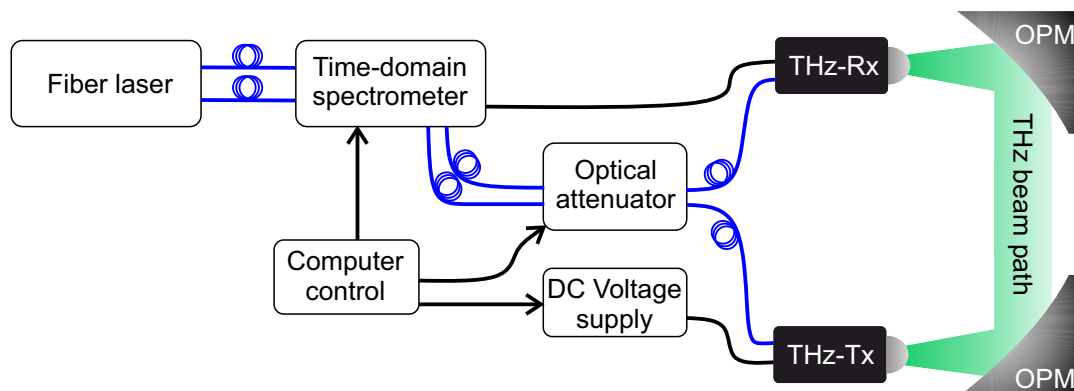 Fiber laser
Time-domain
spectrometer
THz-Rx
OPM
THz beam path
Optical
attenuator
Computer
control
DC Voltage
supply
THz-Tx
OPM